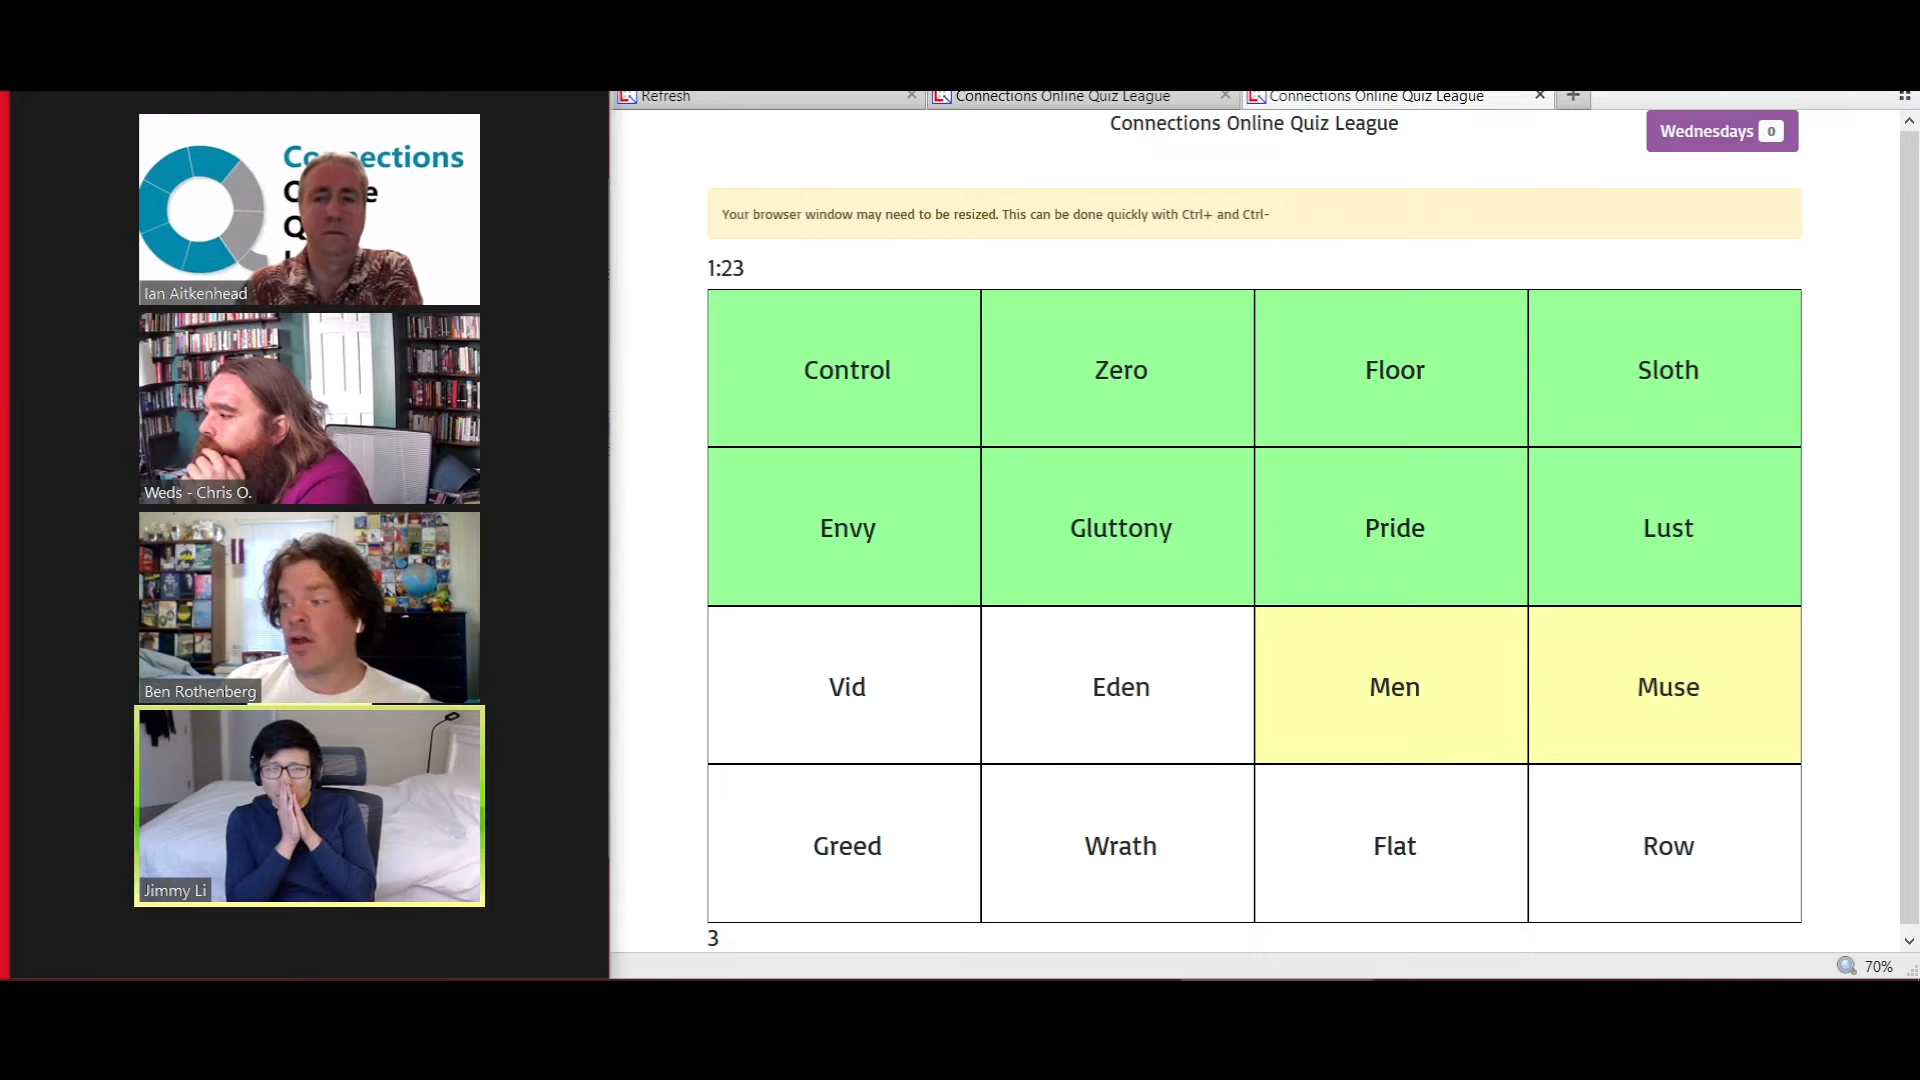 Refresh
Connections Online Quiz League
Connections Online Quiz League
Connections Online Quiz League
Wednesdays 0
Your browser window may need to be resized. This can be done quickly with Ctrl+ and Ctrl-
1:23
Control Zero Floor Sloth
Envy Gluttony Pride Lust
Vid Eden Men Muse
Greed Wrath Flat Row
3
70%
Ian Aitkenhead
Weds - Chris O.
Ben Rothenberg
Jimmy Li